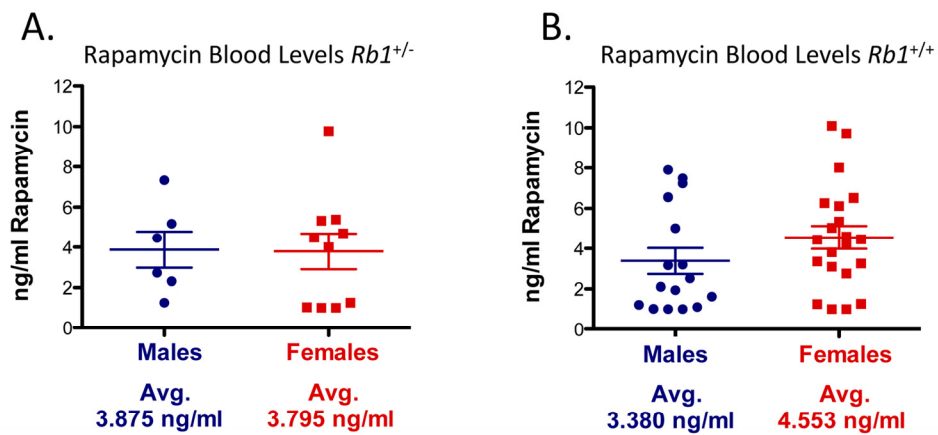 A.
Rapamycin Blood Levels Rb1+/-
ng/ml Rapamycin
12
10
8
6
4
2
0
Males
Females
Avg.
3.875 ng/ml
Avg.
3.795 ng/ml
B.
Rapamycin Blood Levels Rb1+/+
ng/ml Rapamycin
12
10
8
6
4
2
0
Males
Females
Avg.
3.380 ng/ml
Avg.
4.553 ng/ml